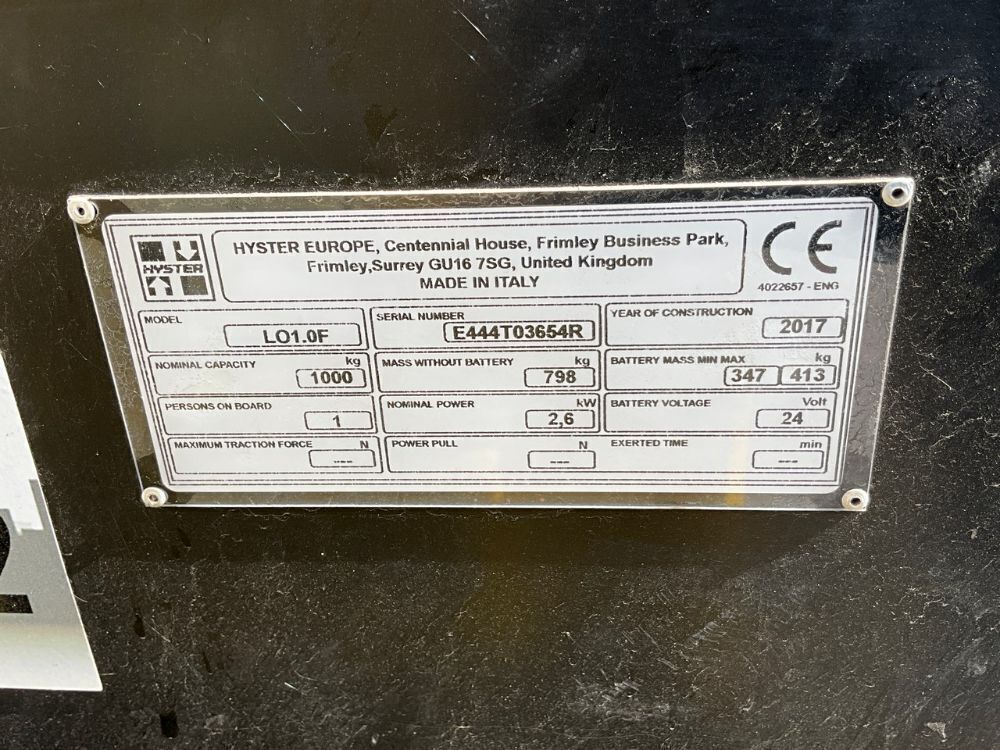 HYSTER
HYSTER EUROPE, Centennial House, Frimley Business Park,
Frimley,Surrey GU16 7SG, United Kingdom
MADE IN ITALY
CE
4022657 - ENG
MODEL LO1.0F
SERIAL NUMBER E444T03654R
YEAR OF CONSTRUCTION 2017
NOMINAL CAPACITY kg 1000
MASS WITHOUT BATTERY kg 798
BATTERY MASS MIN MAX kg 347 413
PERSONS ON BOARD 1
NOMINAL POWER kW 2,6
BATTERY VOLTAGE Volt 24
MAXIMUM TRACTION FORCE N ---
POWER PULL N ---
EXERTED TIME min ---